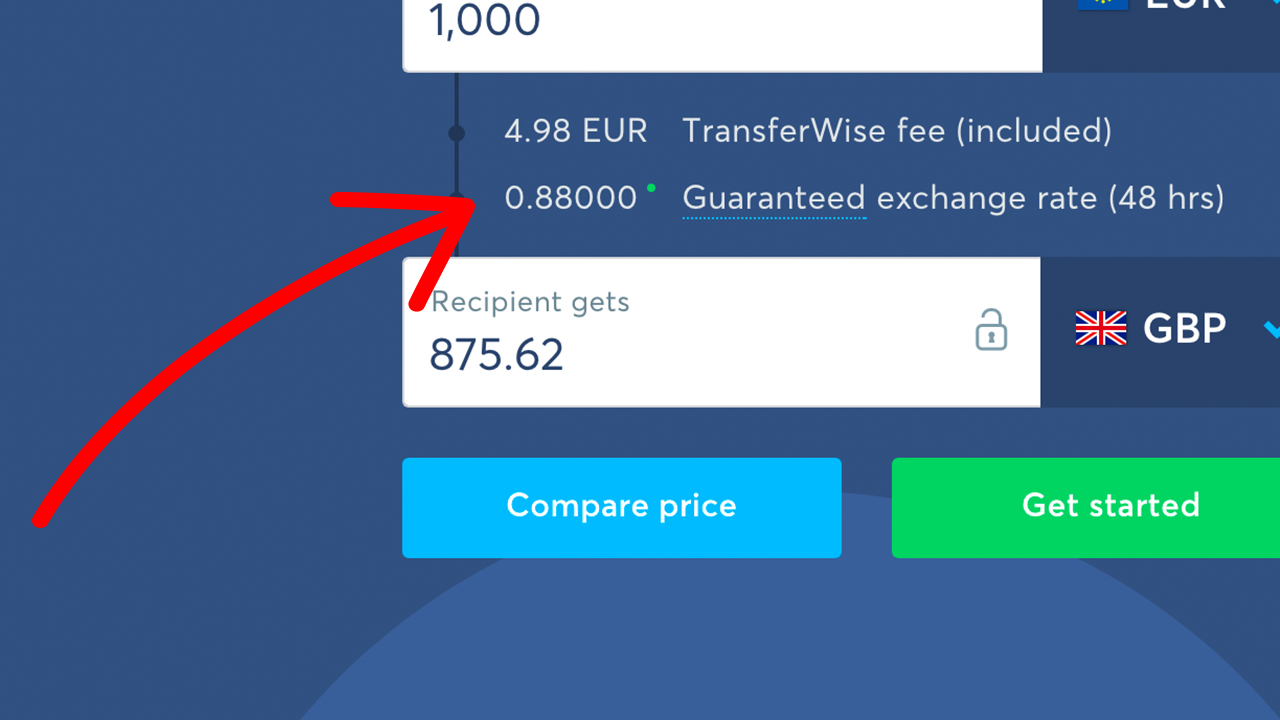 1,000 EUR
4.98 EUR TransferWise fee (included)
0.88000 Guaranteed exchange rate (48 hrs)
Recipient gets
875.62 GBP
Compare price Get started